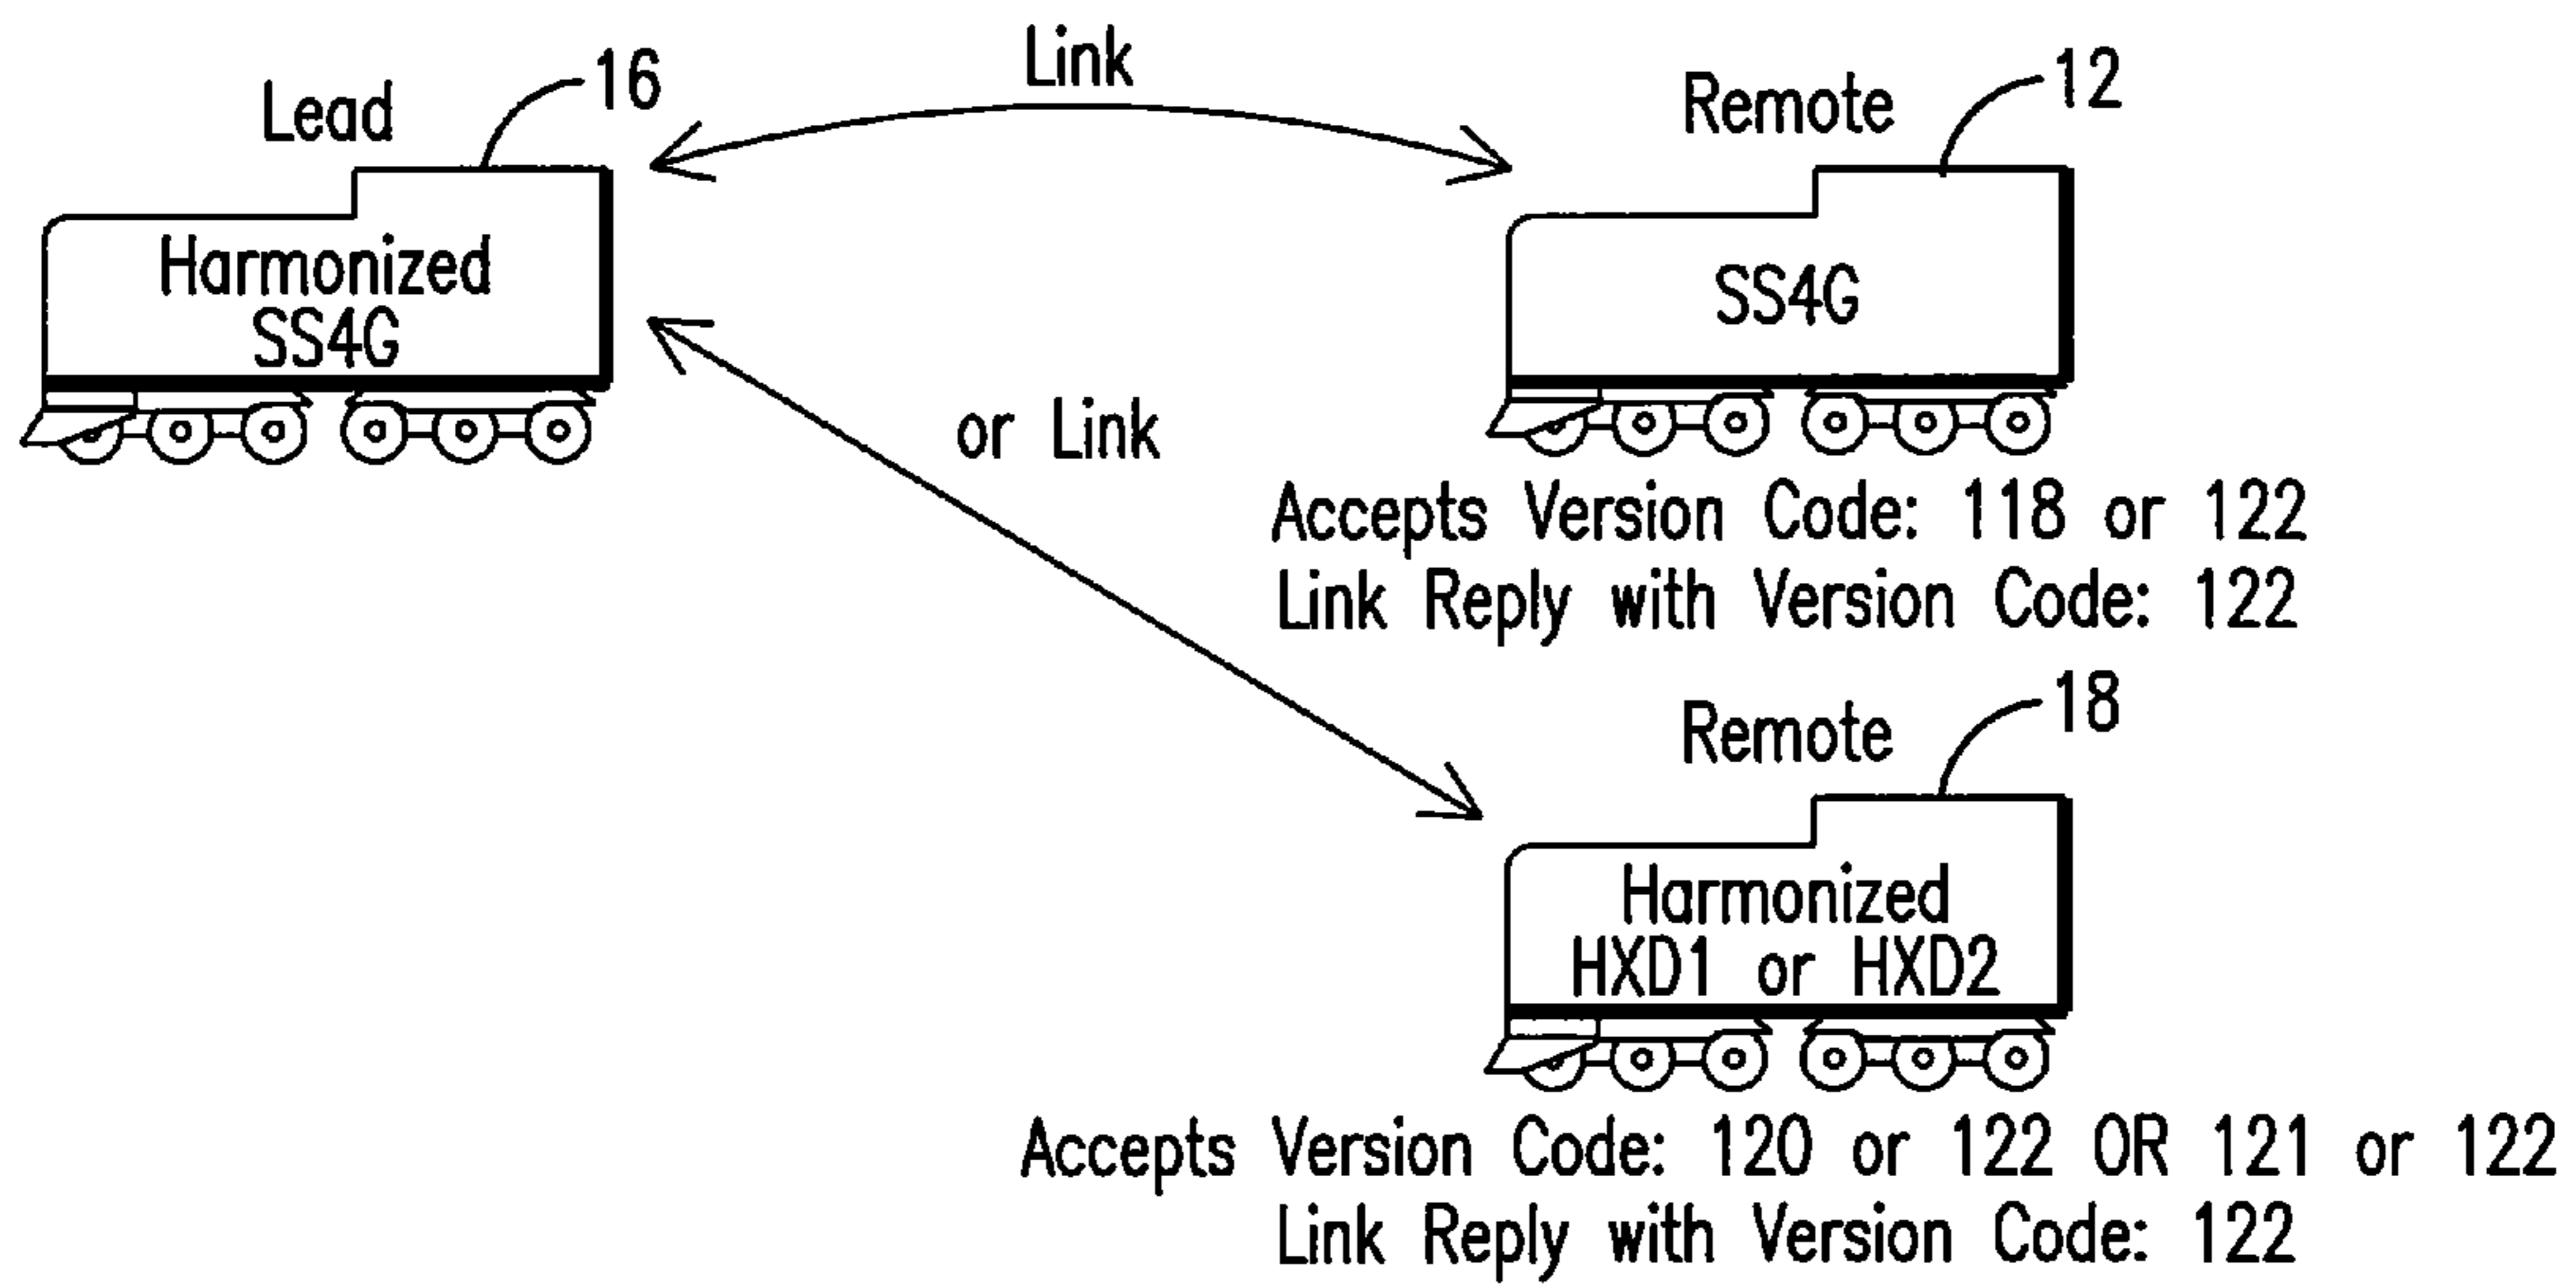 Link
Lead
16
Remote
12
Harmonized
SS4G
SS4G
or Link
Accepts Version Code: 118 or 122
Link Reply with Version Code: 122
Remote
18
Harmonized
HXD1 or HXD2
Accepts Version Code: 120 or 122 OR 121 or 122
Link Reply with Version Code: 122